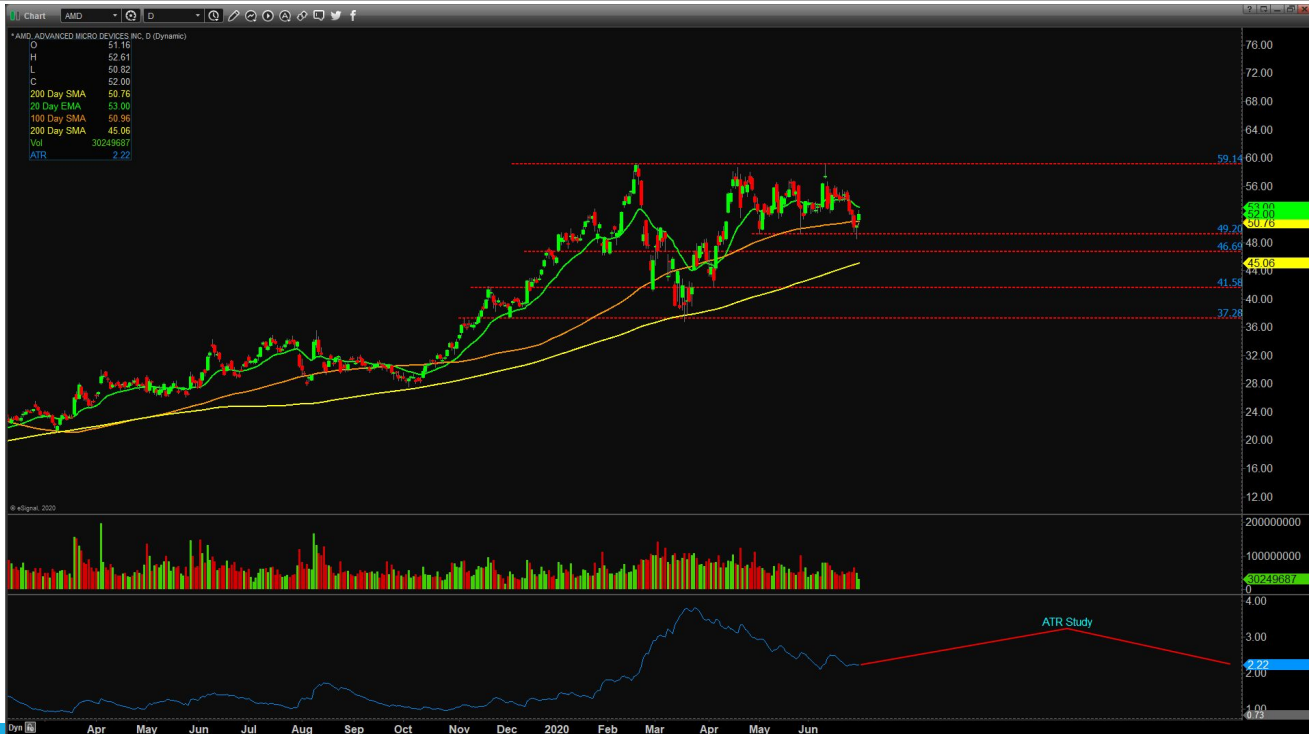 Chart AMD D
* AMD, ADVANCED MICRO DEVICES INC, D (Dynamic)
O 51.16
H 52.61
L 50.82
C 52.00
200 Day SMA 50.76
20 Day EMA 53.00
100 Day SMA 50.96
200 Day SMA 45.06
Vol 30249687
ATR 2.22
76.00
72.00
68.00
64.00
59.14 60.00
56.00
53.00
52.00
50.76
49.20
48.00
46.69
45.06
44.00
41.58
40.00
37.28
36.00
32.00
28.00
24.00
20.00
16.00
12.00
© eSignal, 2020
200000000
100000000
30249687
0
4.00
ATR Study
3.00
2.22
2.00
1.00
0.73
Dyn Apr May Jun Jul Aug Sep Oct Nov Dec 2020 Feb Mar Apr May Jun